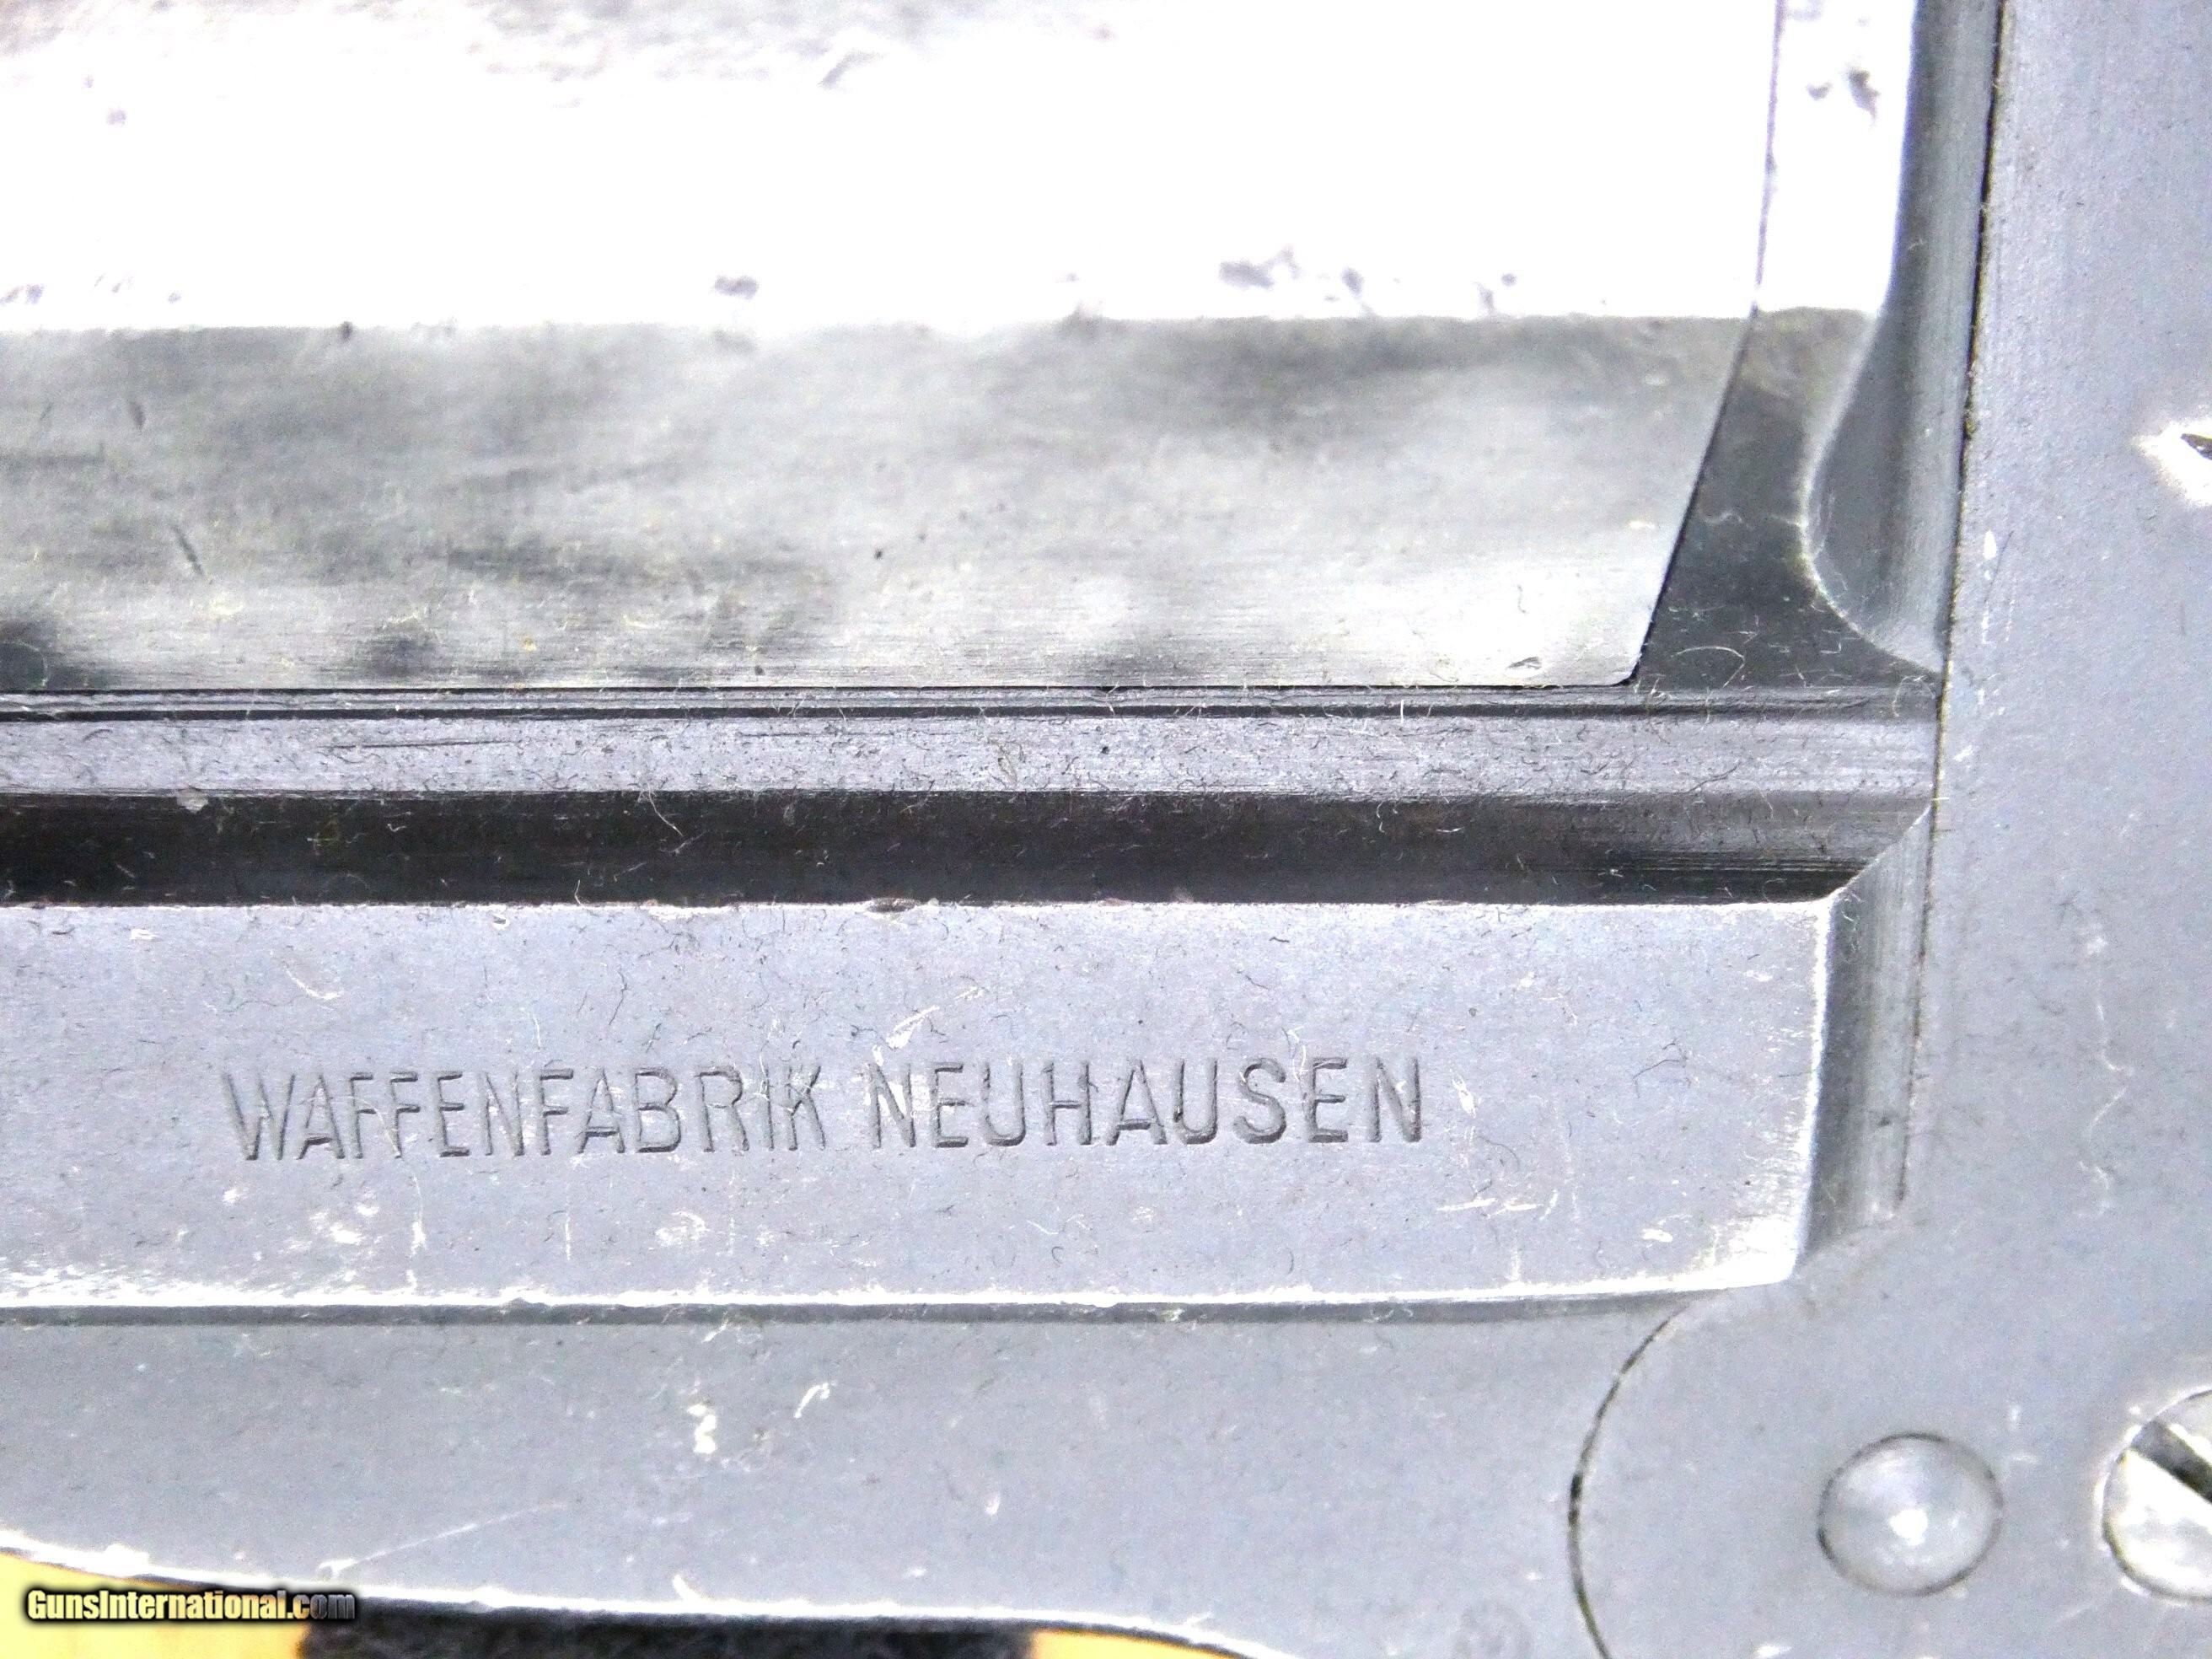 WAFFENFABRIK NEUHAUSEN
GunsInternational.com